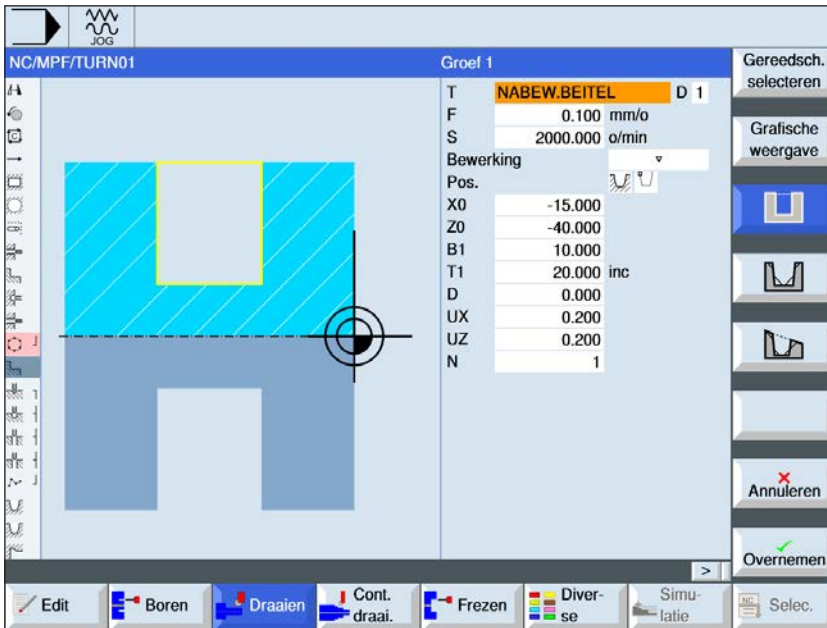 JOG
NC/MPF/TURN01
Groef 1
T NABEW.BEITEL D 1
F 0.100 mm/o
S 2000.000 o/min
Bewerking
Pos.
X0 -15.000
Z0 -40.000
B1 10.000
T1 20.000 inc
D 0.000
UX 0.200
UZ 0.200
N 1
Gereedsch.
selecteren
Grafische
weergave
Annuleren
Overnemen
>
Edit
Boren
Draaien
Cont.
draai.
Frezen
Diver-
se
Simu-
latie
NC
Selec.